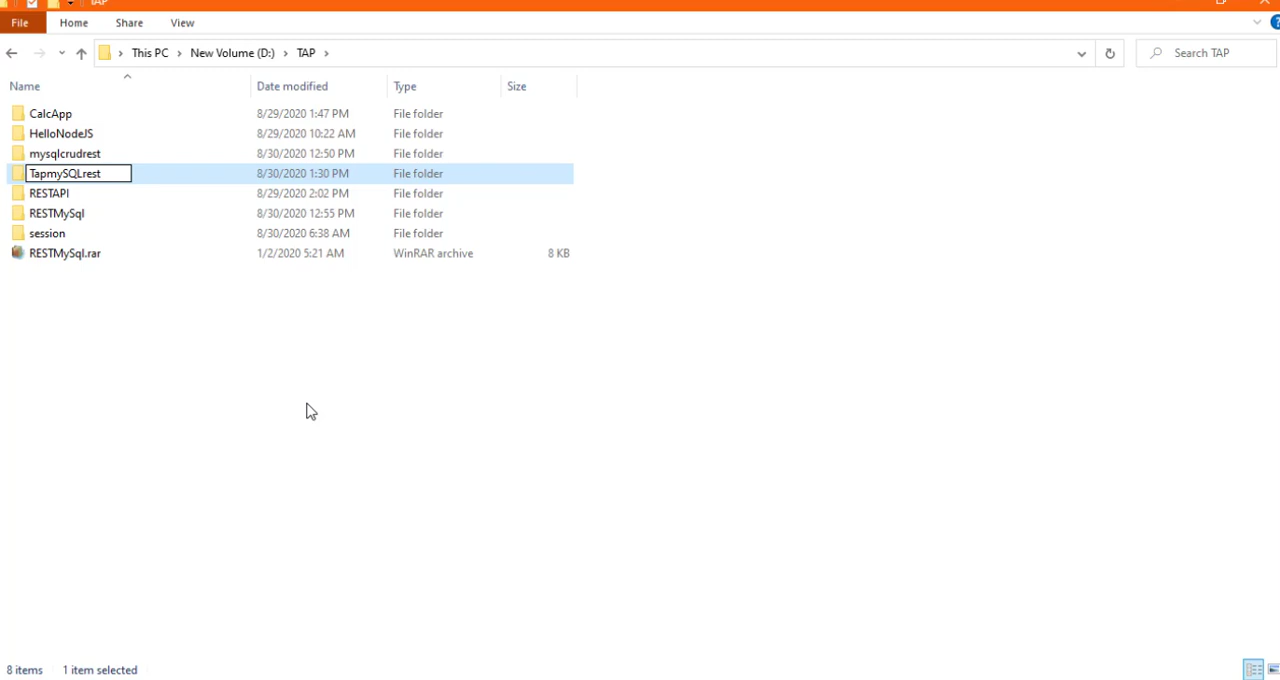 TAP
File Home Share View
This PC New Volume (D:) TAP Search TAP
Name Date modified Type Size
CalcApp 8/29/2020 1:47 PM File folder
HelloNodeJS 8/29/2020 10:22 AM File folder
mysqlcrudrest 8/30/2020 12:50 PM File folder
TapmySQLrest 8/30/2020 1:30 PM File folder
RESTAPI 8/29/2020 2:02 PM File folder
RESTMySql 8/30/2020 12:55 PM File folder
session 8/30/2020 6:38 AM File folder
RESTMySql.rar 1/2/2020 5:21 AM WinRAR archive 8 KB
8 items 1 item selected